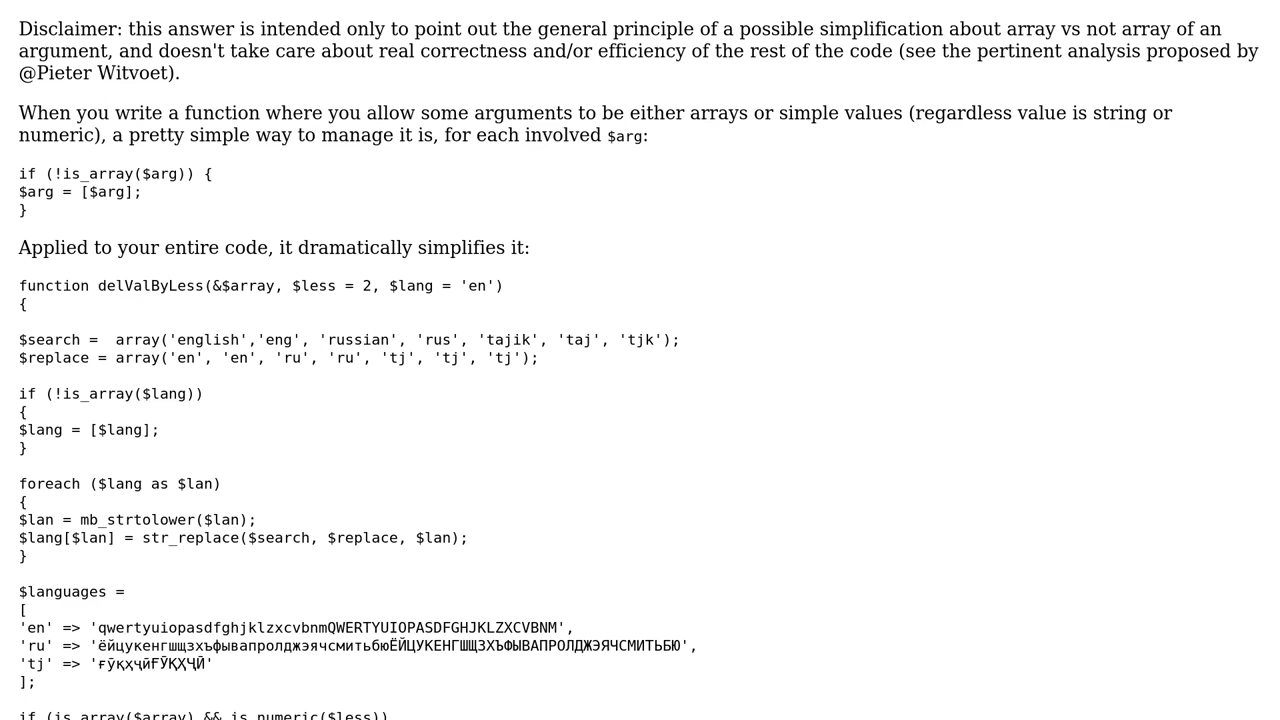 Disclaimer: this answer is intended only to point out the general principle of a possible simplification about array vs not array of an
argument, and doesn't take care about real correctness and/or efficiency of the rest of the code (see the pertinent analysis proposed by
@Pieter Witvoet).
When you write a function where you allow some arguments to be either arrays or simple values (regardless value is string or
numeric), a pretty simple way to manage it is, for each involved $arg:
if (!is_array($arg)) {
$arg = [$arg];
}
Applied to your entire code, it dramatically simplifies it:
function delValByLess(&$array, $less = 2, $lang = 'en')
{
$search =  array('english','eng', 'russian', 'rus', 'tajik', 'taj', 'tjk');
$replace = array('en', 'en', 'ru', 'ru', 'tj', 'tj', 'tj');
if (!is_array($lang))
{
$lang = [$lang];
}
foreach ($lang as $lan)
{
$lan = mb_strtolower($lan);
$lang[$lan] = str_replace($search, $replace, $lan);
}
$languages =
[
'en' => 'qwertyuiopasdfghjklzxcvbnmQWERTYUIOPASDFGHJKLZXCVBNM',
'ru' => 'ёйцукенгшщзхъфывапролджэячсмитьбюЁЙЦУКЕНГШЩЗХЪФЫВАПРОЛДЖЭЯЧСМИТЬБЮ',
'tj' => 'ғӯқҳҷӣҒӮҚҲҶӢ'
];
if (is_array($array) && is_numeric($less))